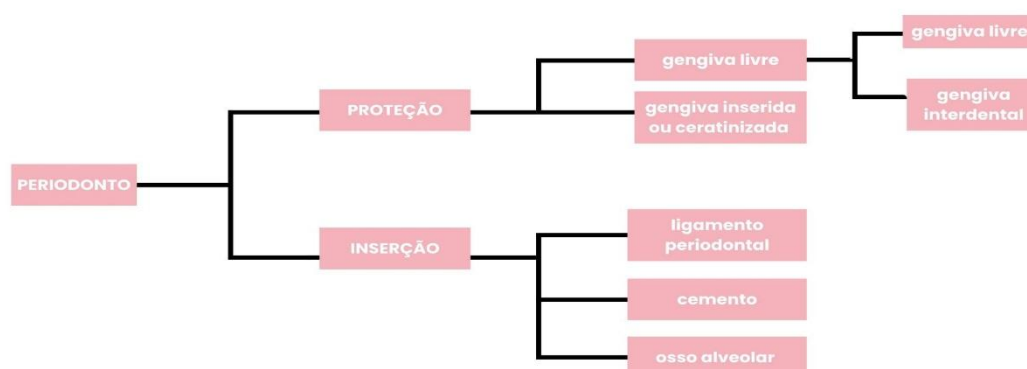 PERIODONTO
PROTEÇÃO
gengiva livre
gengiva livre
gengiva
interdental
gengiva inserida
ou ceratinizada
INSERÇÃO
ligamento
periodontal
cemento
osso alveolar